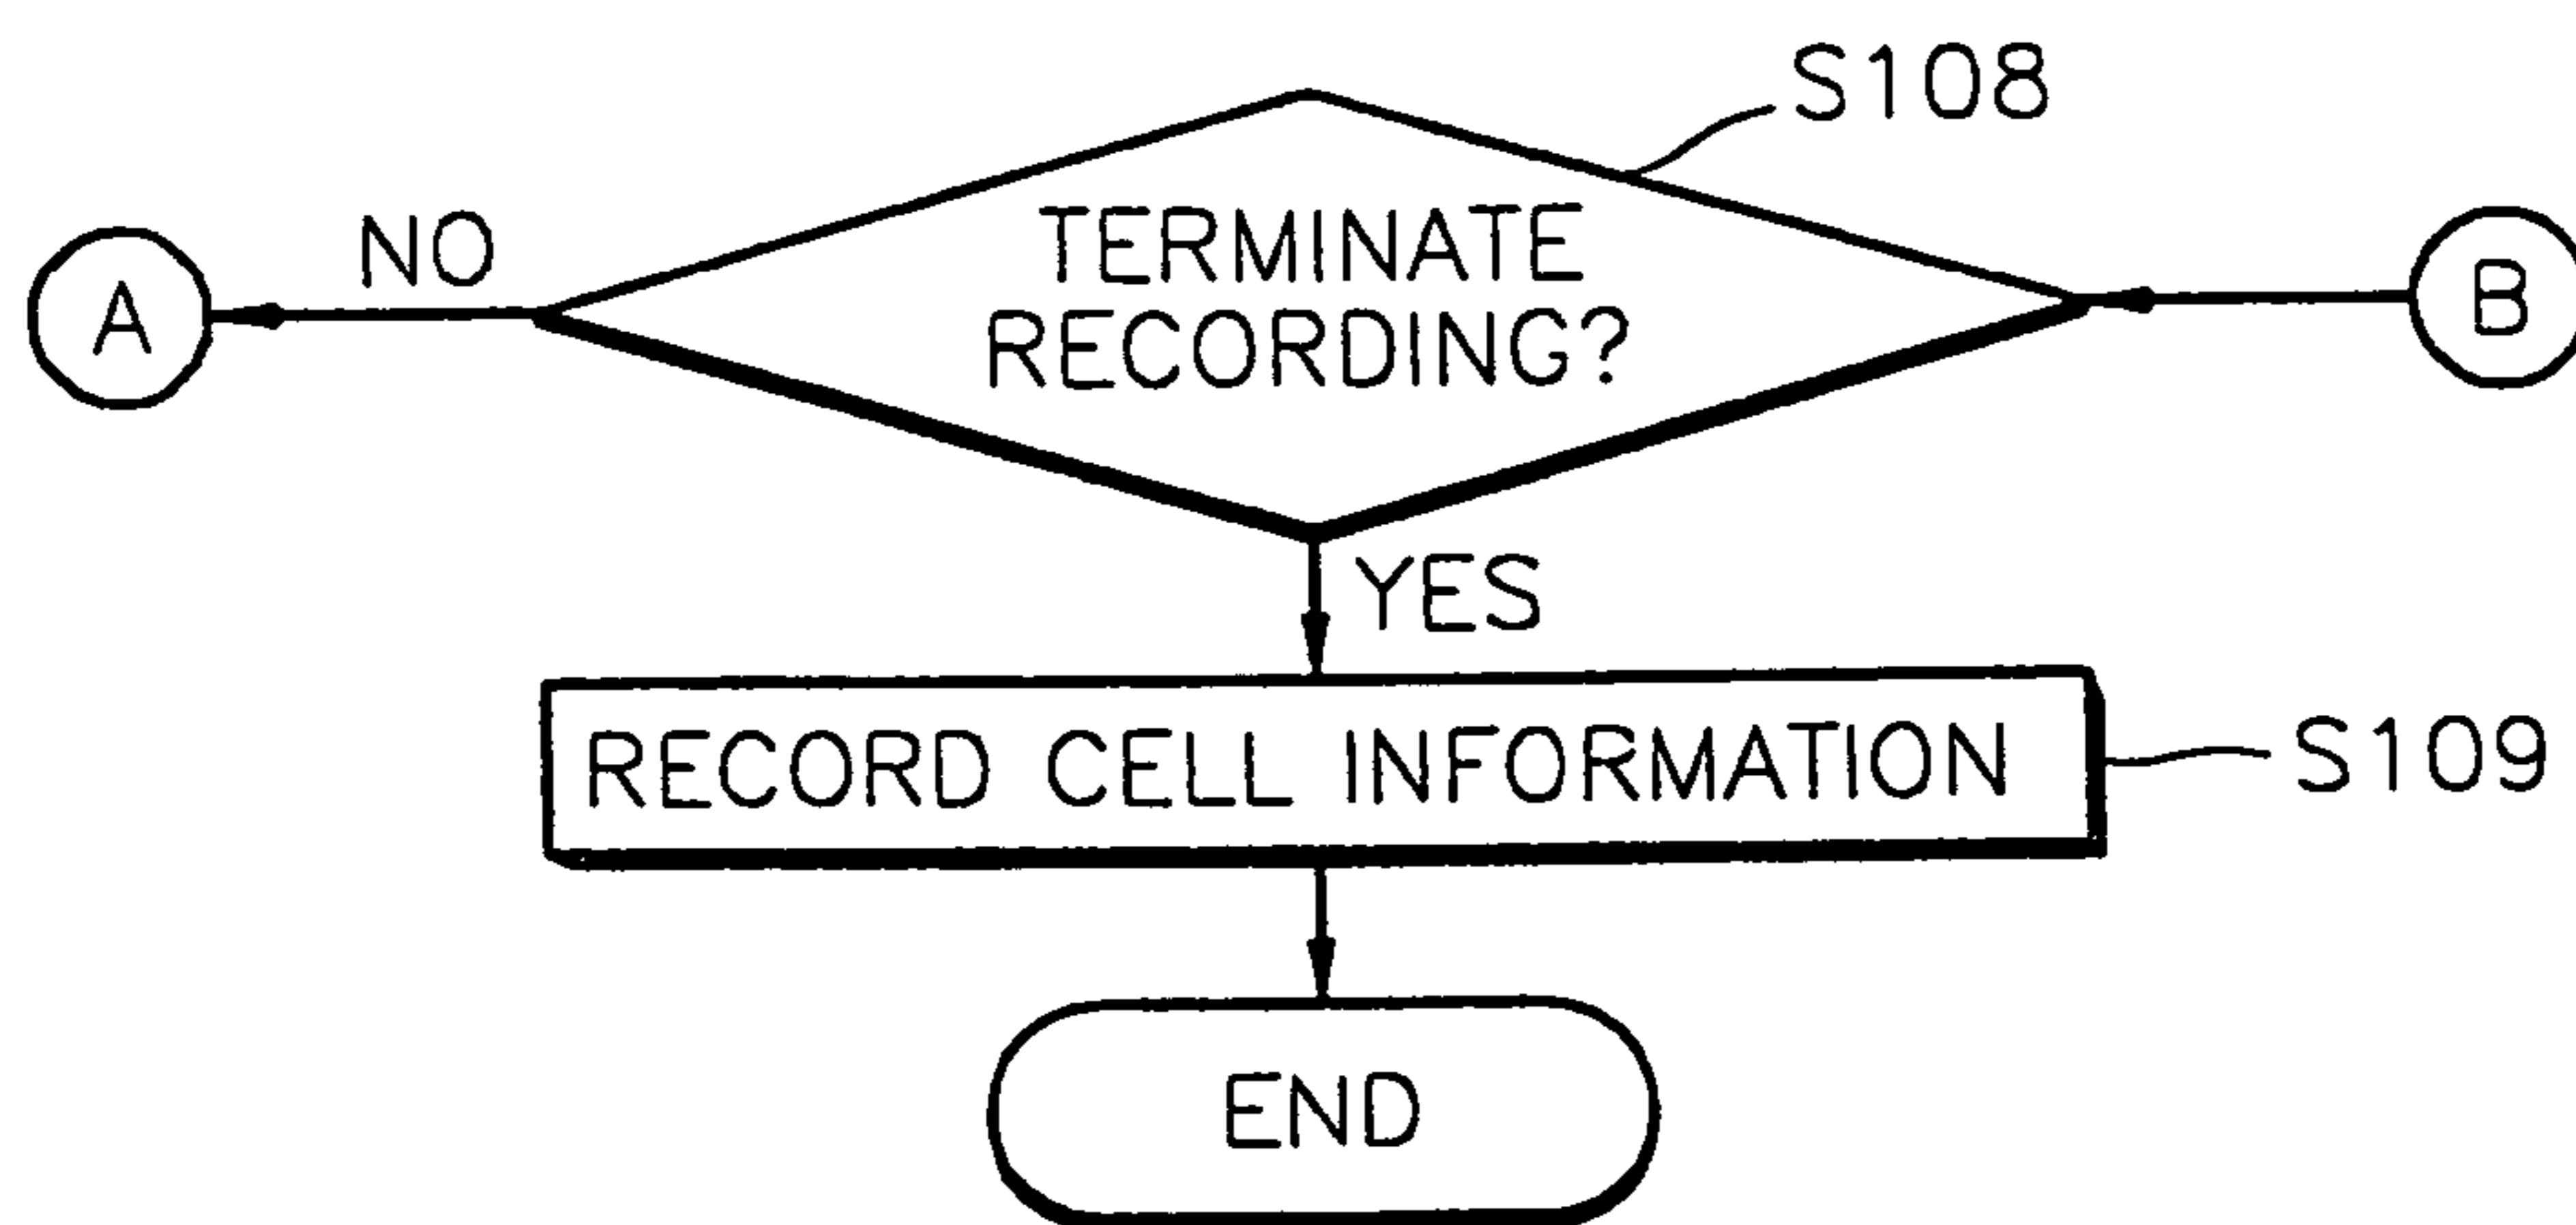 S108
NO
TERMINATE
RECORDING?
A
B
YES
RECORD CELL INFORMATION
S109
END